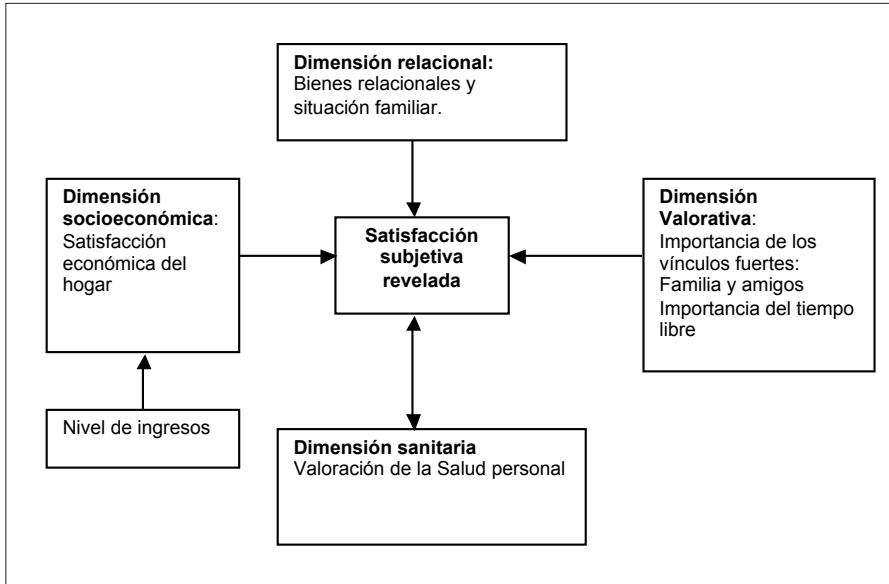 Dimensión relacional:
Bienes relacionales y
situación familiar.
Dimensión
socioeconómica:
Satisfacción
económica del
hogar
Satisfacción
subjetiva
revelada
Dimensión
Valorativa:
Importancia de los
vínculos fuertes:
Familia y amigos
Importancia del tiempo
libre
Nivel de ingresos
Dimensión sanitaria
Valoración de la Salud personal